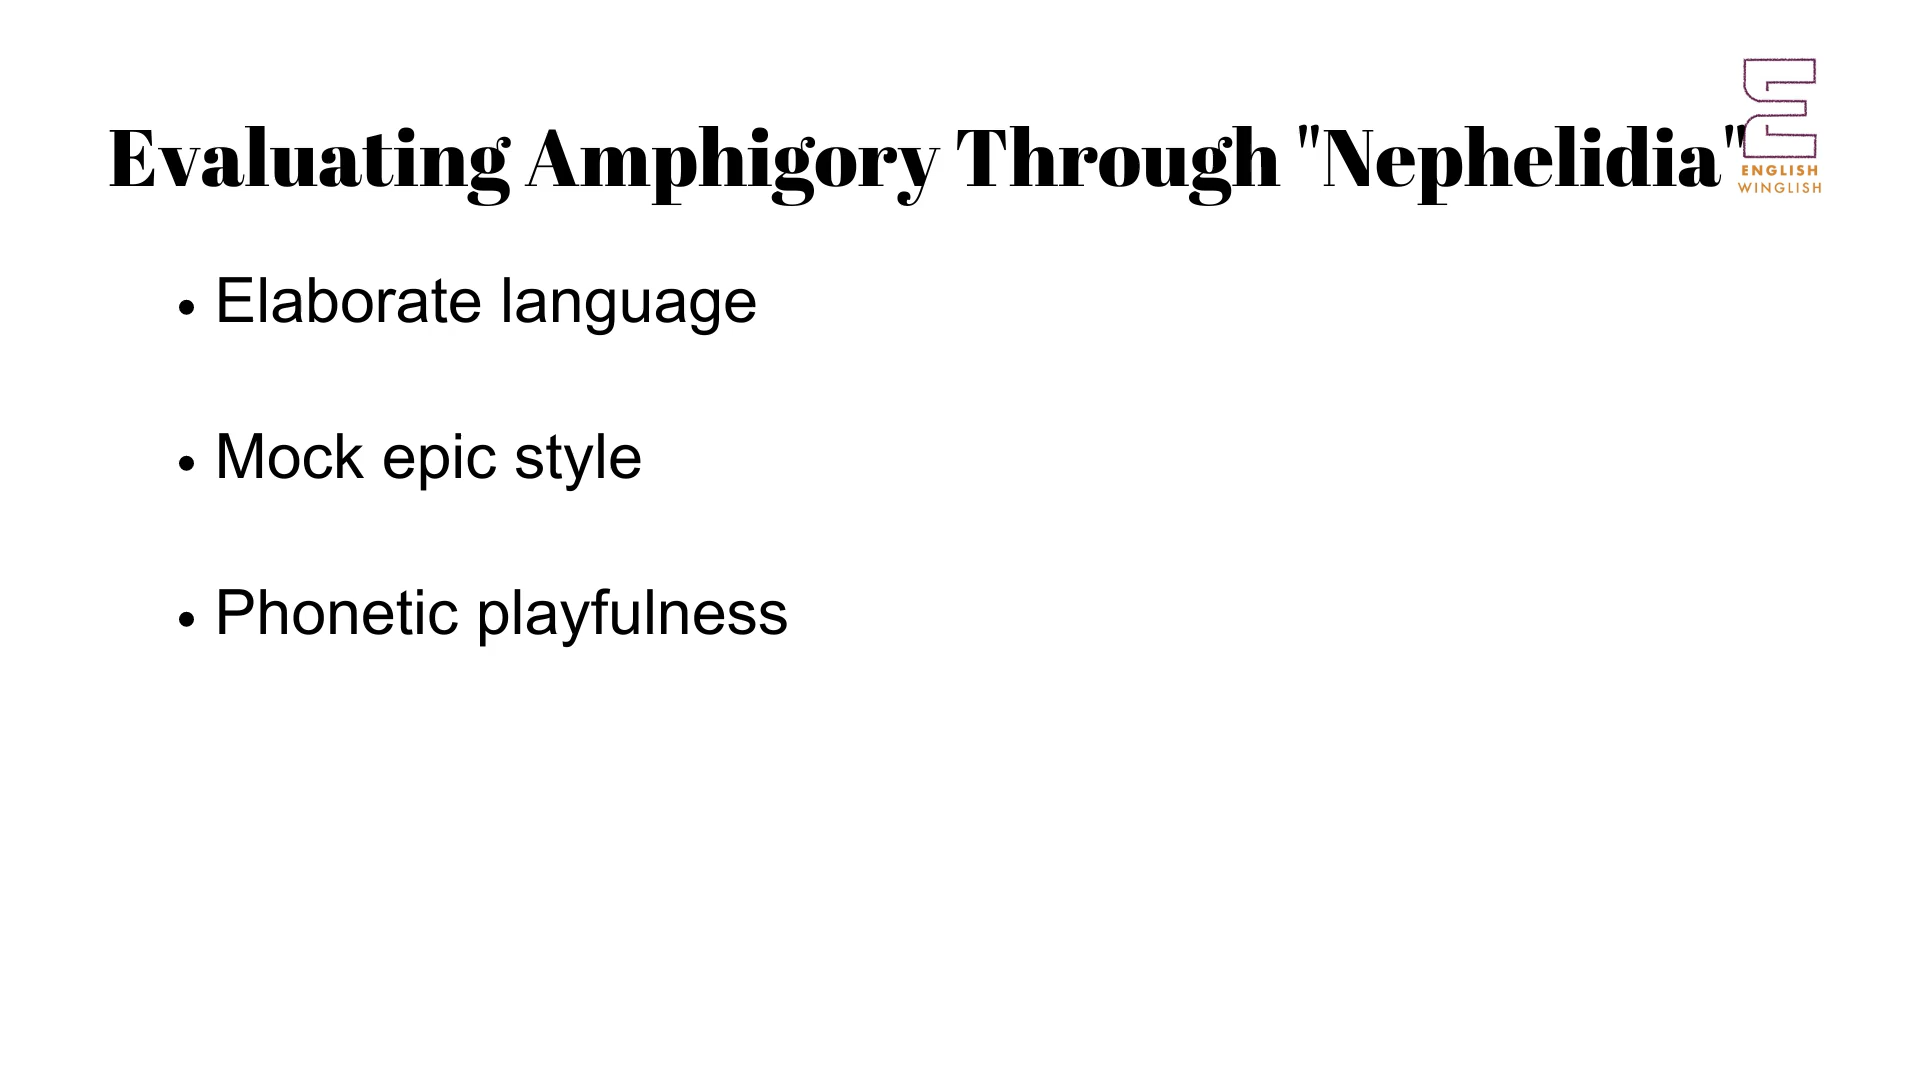 Evaluating Amphigory Through "Nephelidia"
ENGLISH
WINGLISH
• Elaborate language
• Mock epic style
• Phonetic playfulness